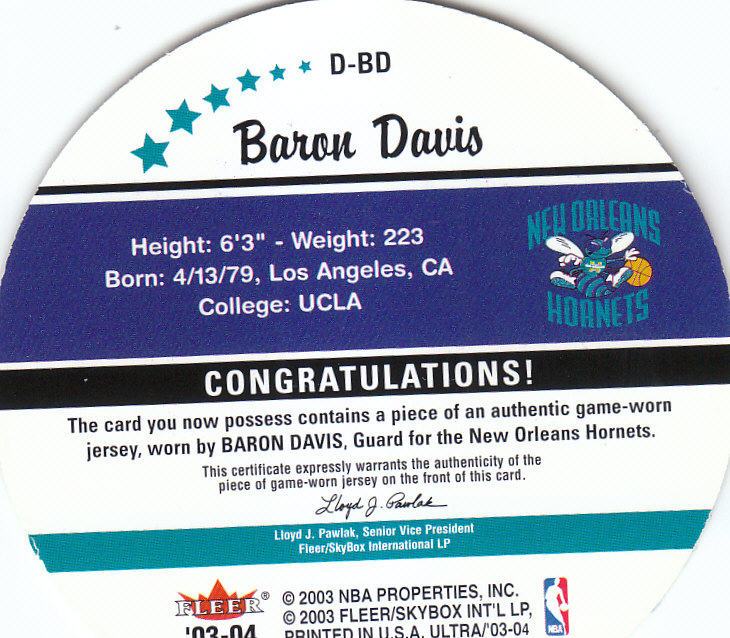 D-BD
Baron Davis
Height: 6'3" - Weight: 223
Born: 4/13/79, Los Angeles, CA
College: UCLA
NEW ORLEANS
HORNETS
CONGRATULATIONS!
The card you now possess contains a piece of an authentic game-worn
jersey, worn by BARON DAVIS, Guard for the New Orleans Hornets.
This certificate expressly warrants the authenticity of the
piece of game-worn jersey on the front of this card.
Lloyd J. Pawlak
Lloyd J. Pawlak, Senior Vice President
Fleer/SkyBox International LP
FLEER®
'03-04
© 2003 NBA PROPERTIES, INC.
© 2003 FLEER/SKYBOX INT'L LP,
PRINTED IN U.S.A. ULTRA/'03-04
NBA